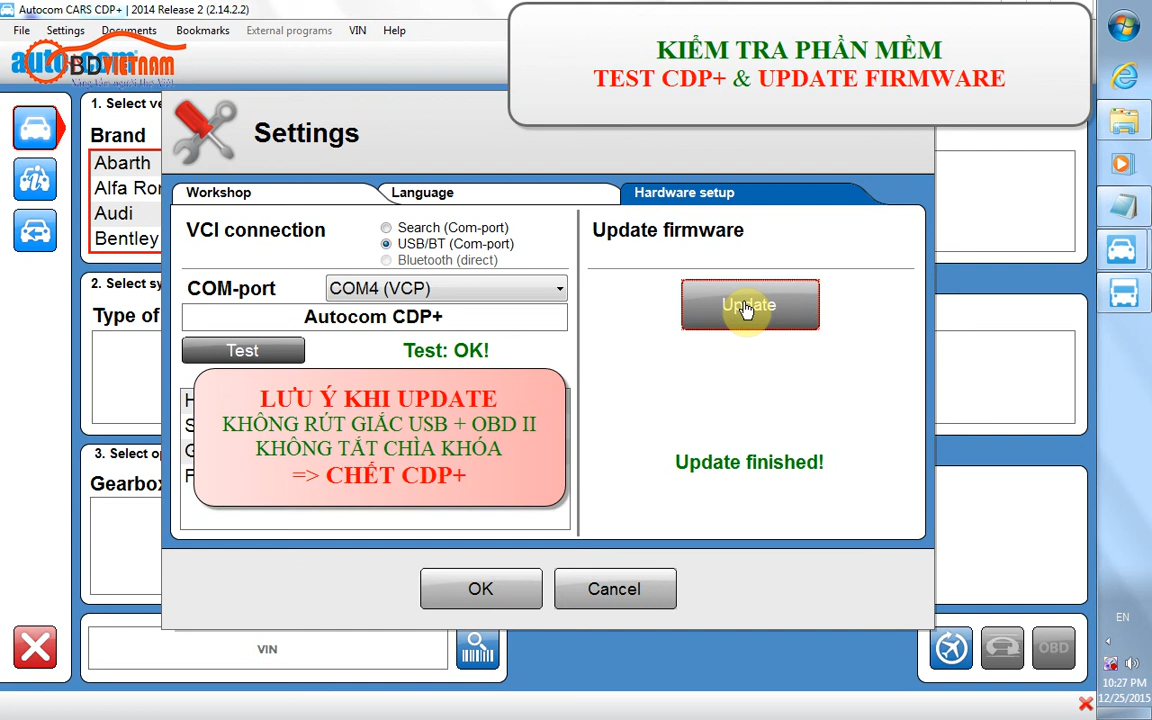 Autocom CARS CDP+ | 2014 Release 2 (2.14.2.2)
File Settings Documents Bookmarks External programs VIN Help
OBDVIETNAM
KIỂM TRA PHẦN MỀM
TEST CDP+ & UPDATE FIRMWARE
1. Select ve
Brand
Abarth
Alfa Ron
Audi
Bentley
2. Select sy
Type of
3. Select op
Gearbox
Settings
Workshop Language Hardware setup
VCI connection
Search (Com-port)
USB/BT (Com-port)
Bluetooth (direct)
COM-port COM4 (VCP)
Autocom CDP+
Test Test: OK!
LƯU Ý KHI UPDATE
KHÔNG RÚT GIẮC USB + OBD II
KHÔNG TẮT CHÌA KHÓA
=> CHẾT CDP+
Update firmware
Update
Update finished!
OK Cancel
VIN
OBD
EN
10:27 PM
12/25/2015